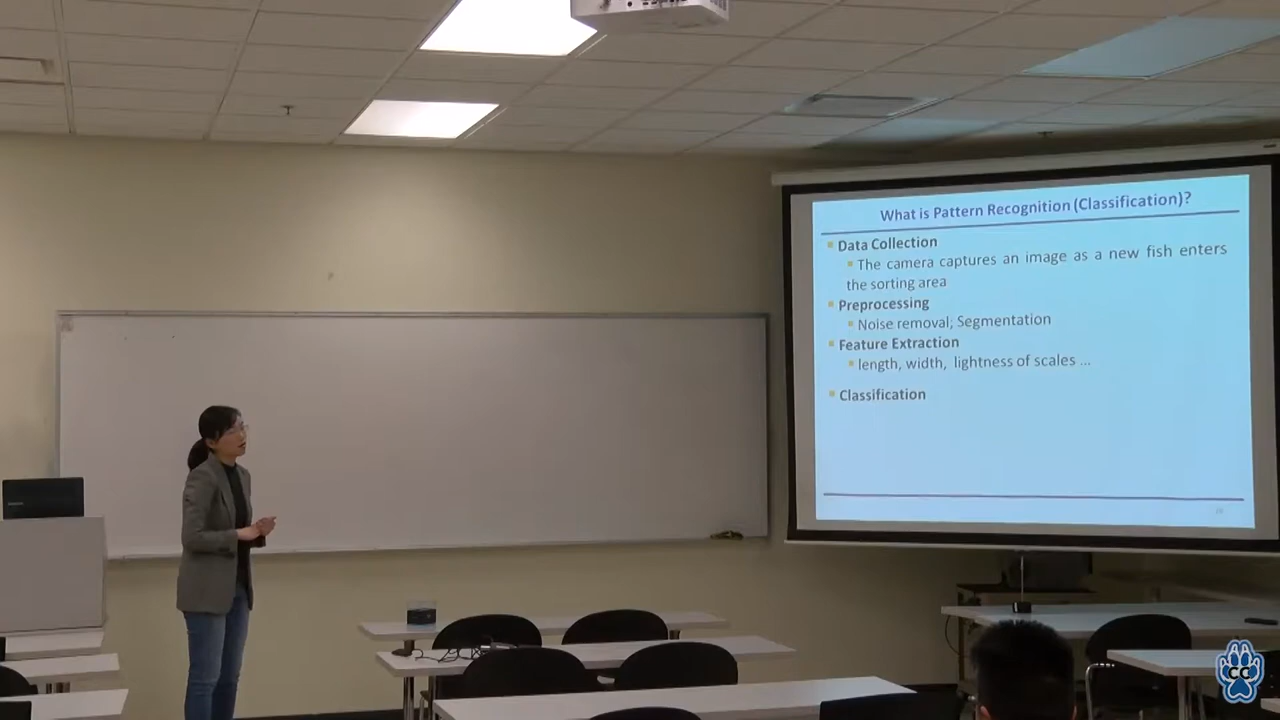 What is Pattern Recognition (Classification)?
Data Collection
The camera captures an image as a new fish enters
the sorting area
Preprocessing
Noise removal; Segmentation
Feature Extraction
length, width, lightness of scales ...
Classification
CC